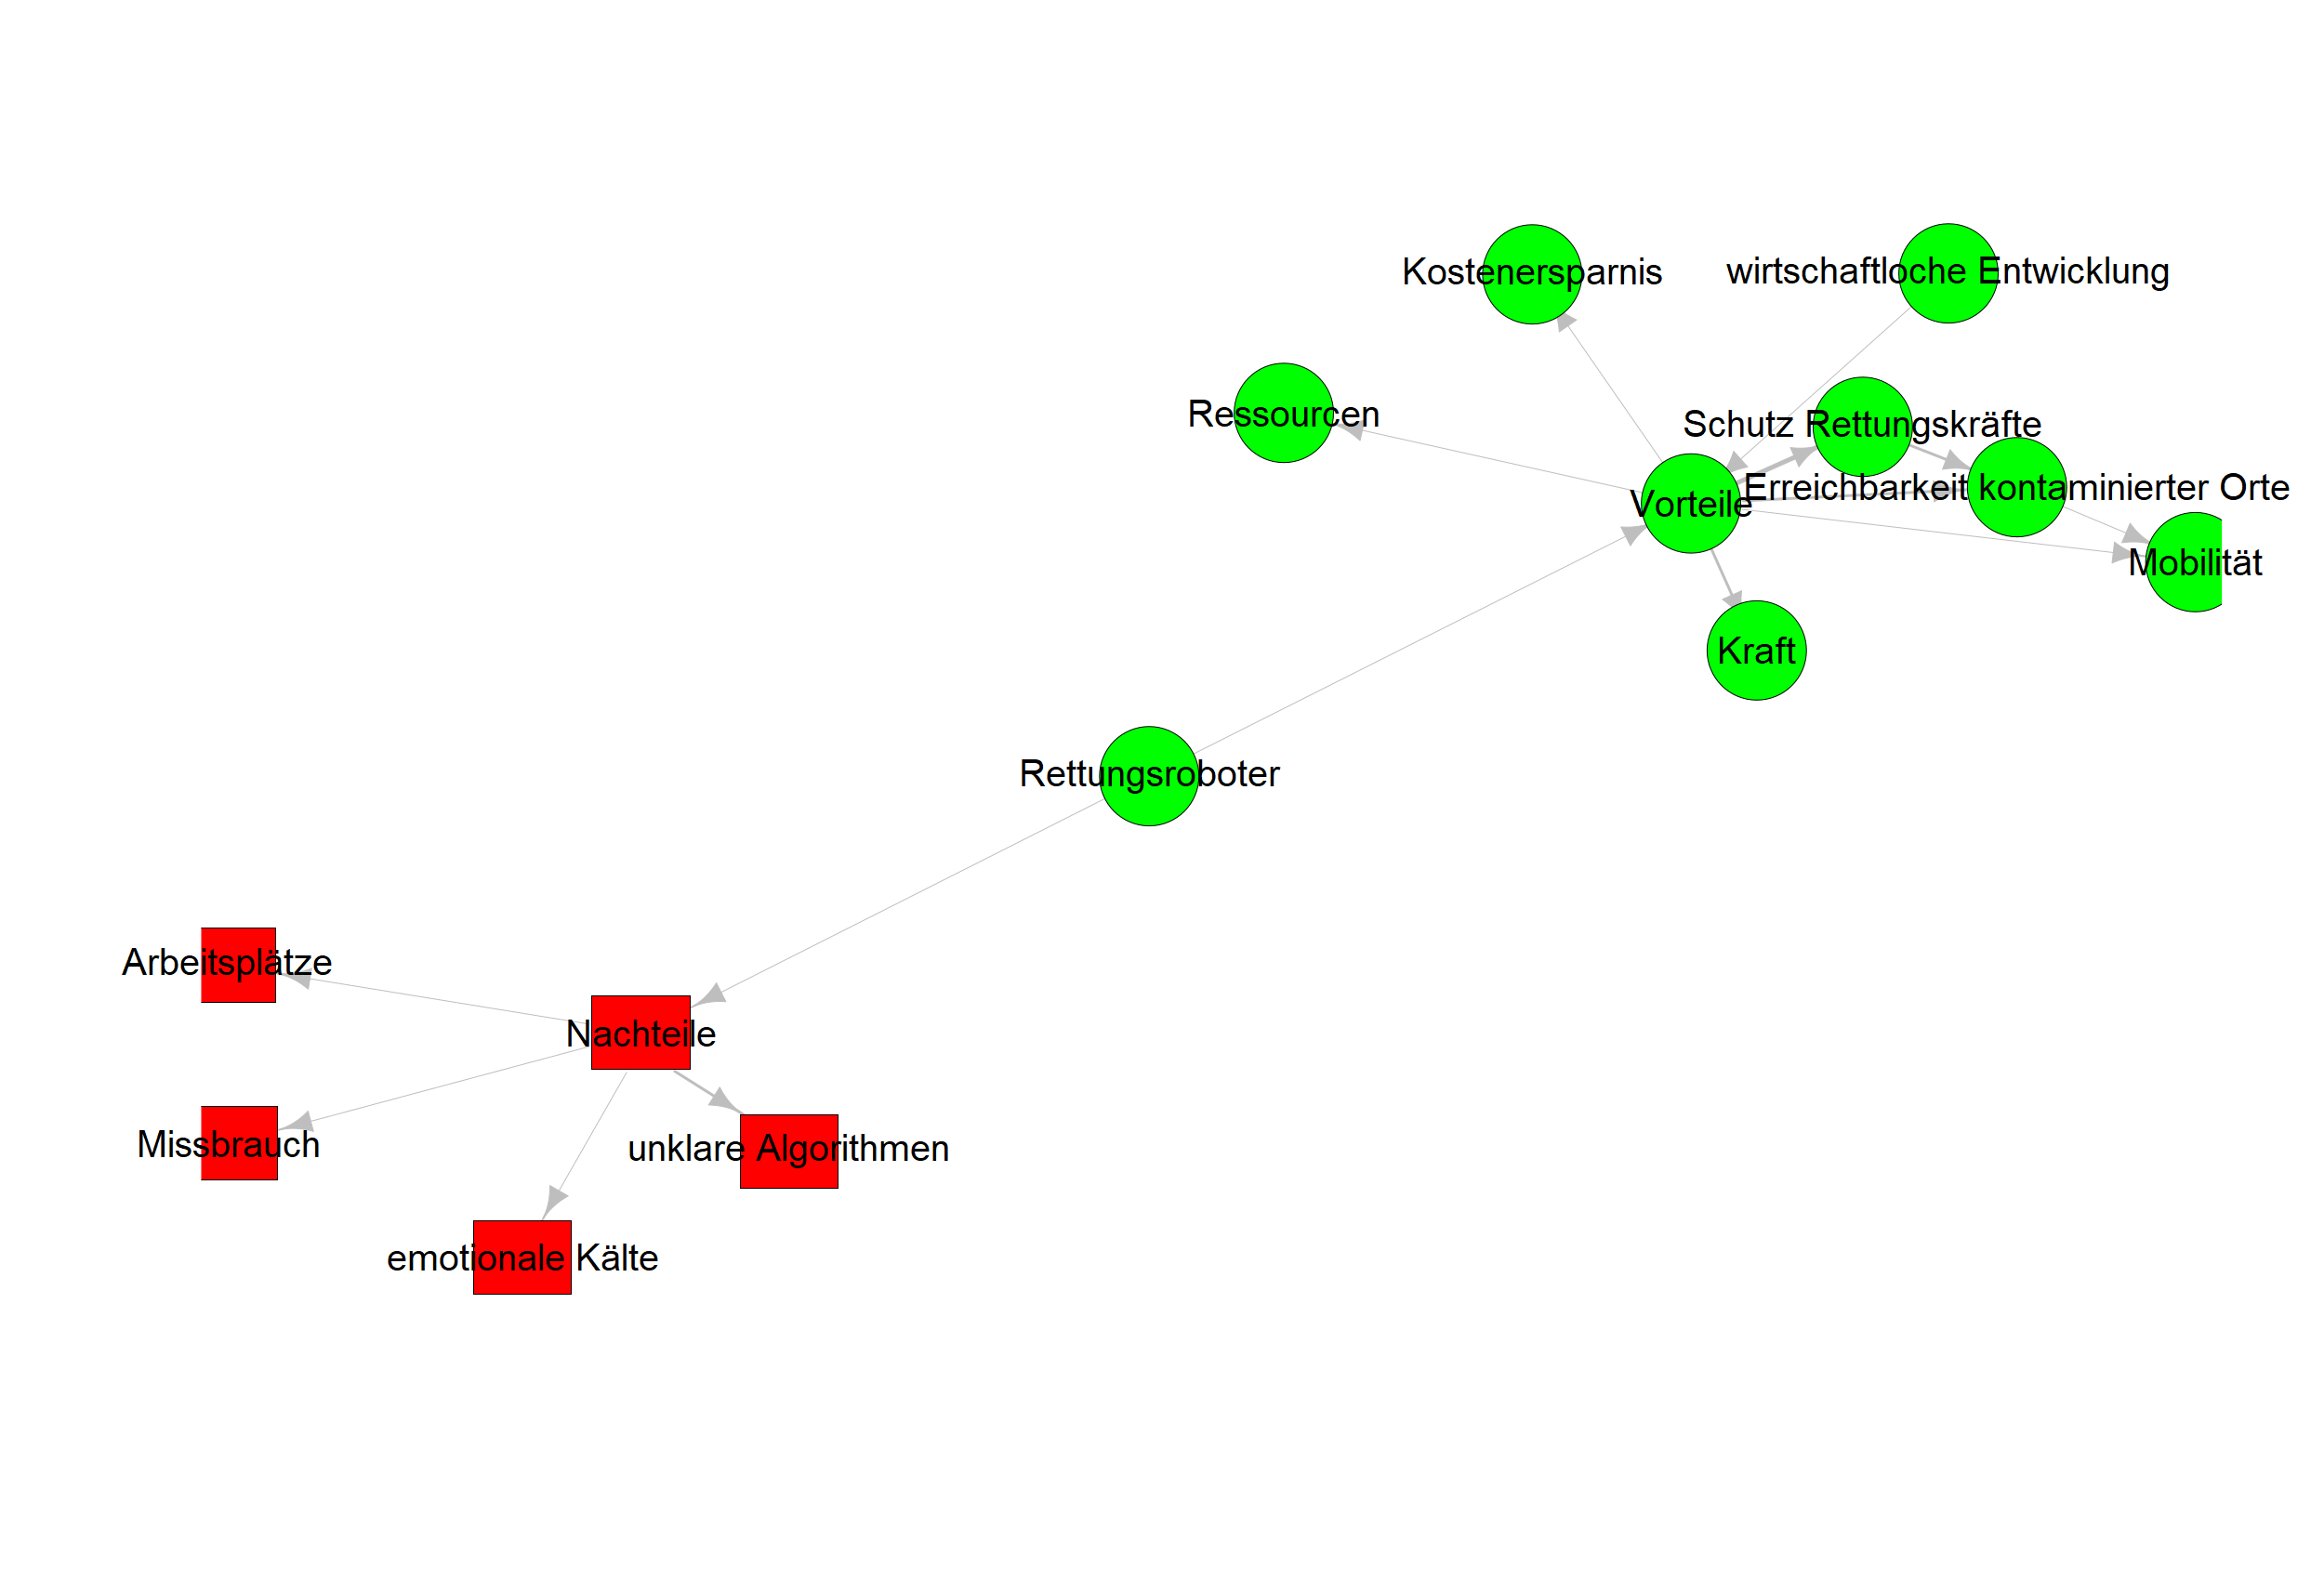 Kostenersparnis
wirtschaftloche Entwicklung
Ressourcen
Schutz Rettungskräfte
Erreichbarkeit kontaminierter Orte
Vorteile
Mobilität
Kraft
Rettungsroboter
Arbeitsplätze
Nachteile
Missbrauch
unklare Algorithmen
emotionale Kälte